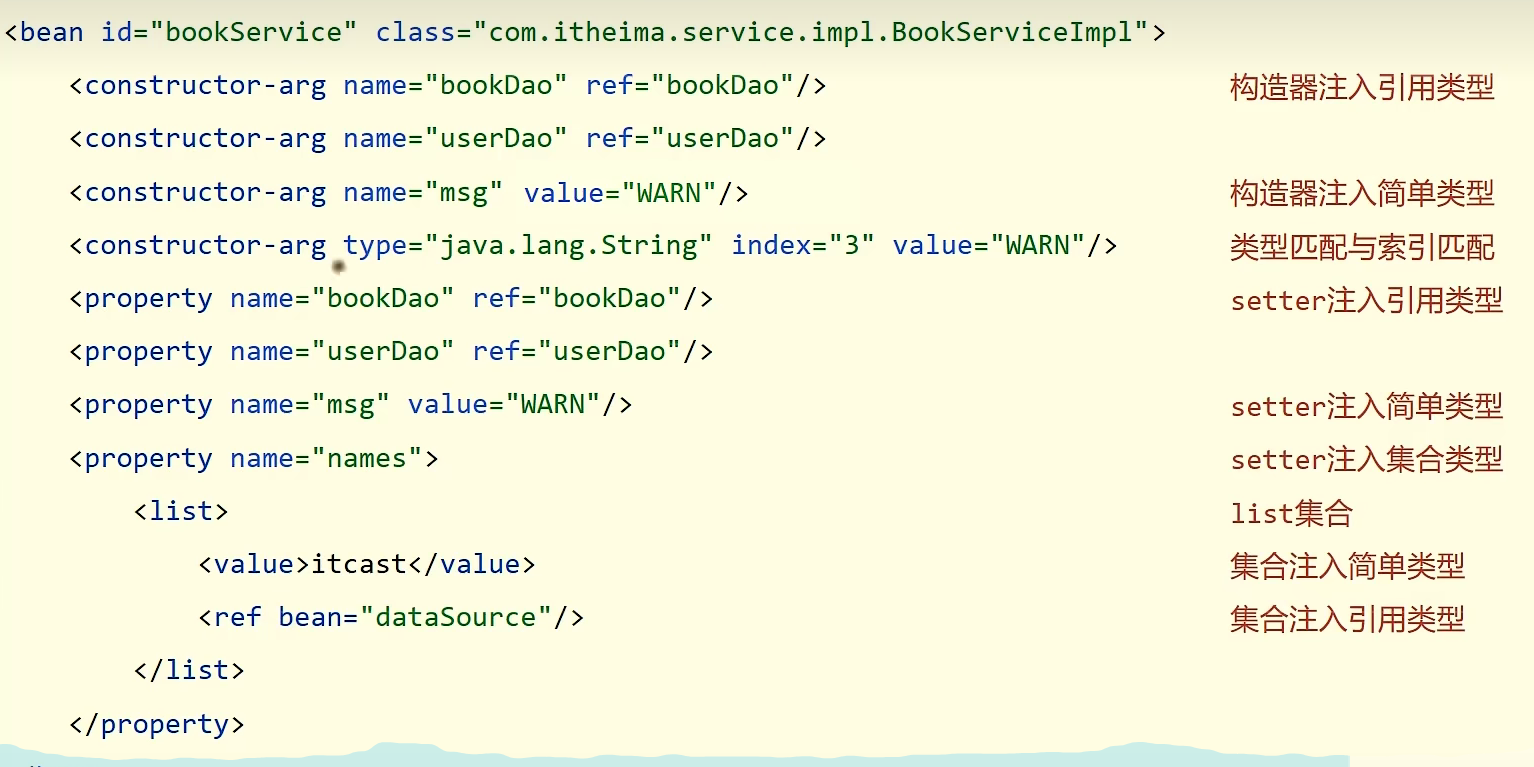 <bean id="bookService" class="com.itheima.service.impl.BookServiceImpl">
<constructor-arg name="bookDao" ref="bookDao"/> 构造器注入引用类型
<constructor-arg name="userDao" ref="userDao"/>
<constructor-arg name="msg" value="WARN"/> 构造器注入简单类型
<constructor-arg type="java.lang.String" index="3" value="WARN"/> 类型匹配与索引匹配
<property name="bookDao" ref="bookDao"/> setter注入引用类型
<property name="userDao" ref="userDao"/>
<property name="msg" value="WARN"/> setter注入简单类型
<property name="names"> setter注入集合类型
<list> list集合
<value>itcast</value> 集合注入简单类型
<ref bean="dataSource"/> 集合注入引用类型
</list>
</property>